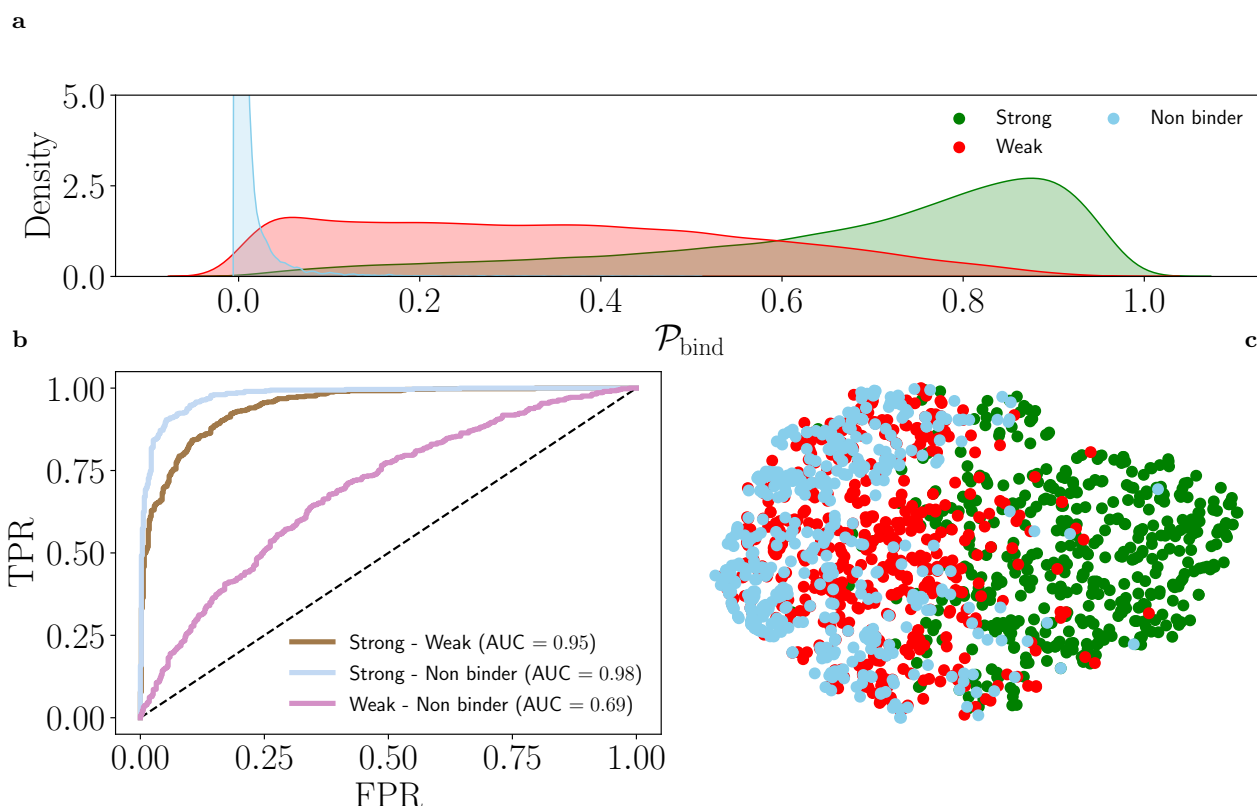 a
5.0
2.5
0.0
Density
Strong
Weak
Non binder
0.0 0.2 0.4 0.6 0.8 1.0
𝒫bind
b
c
1.00
0.75
0.50
0.25
0.00
TPR
Strong - Weak (AUC = 0.95)
Strong - Non binder (AUC = 0.98)
Weak - Non binder (AUC = 0.69)
0.00 0.25 0.50 0.75 1.00
FPR